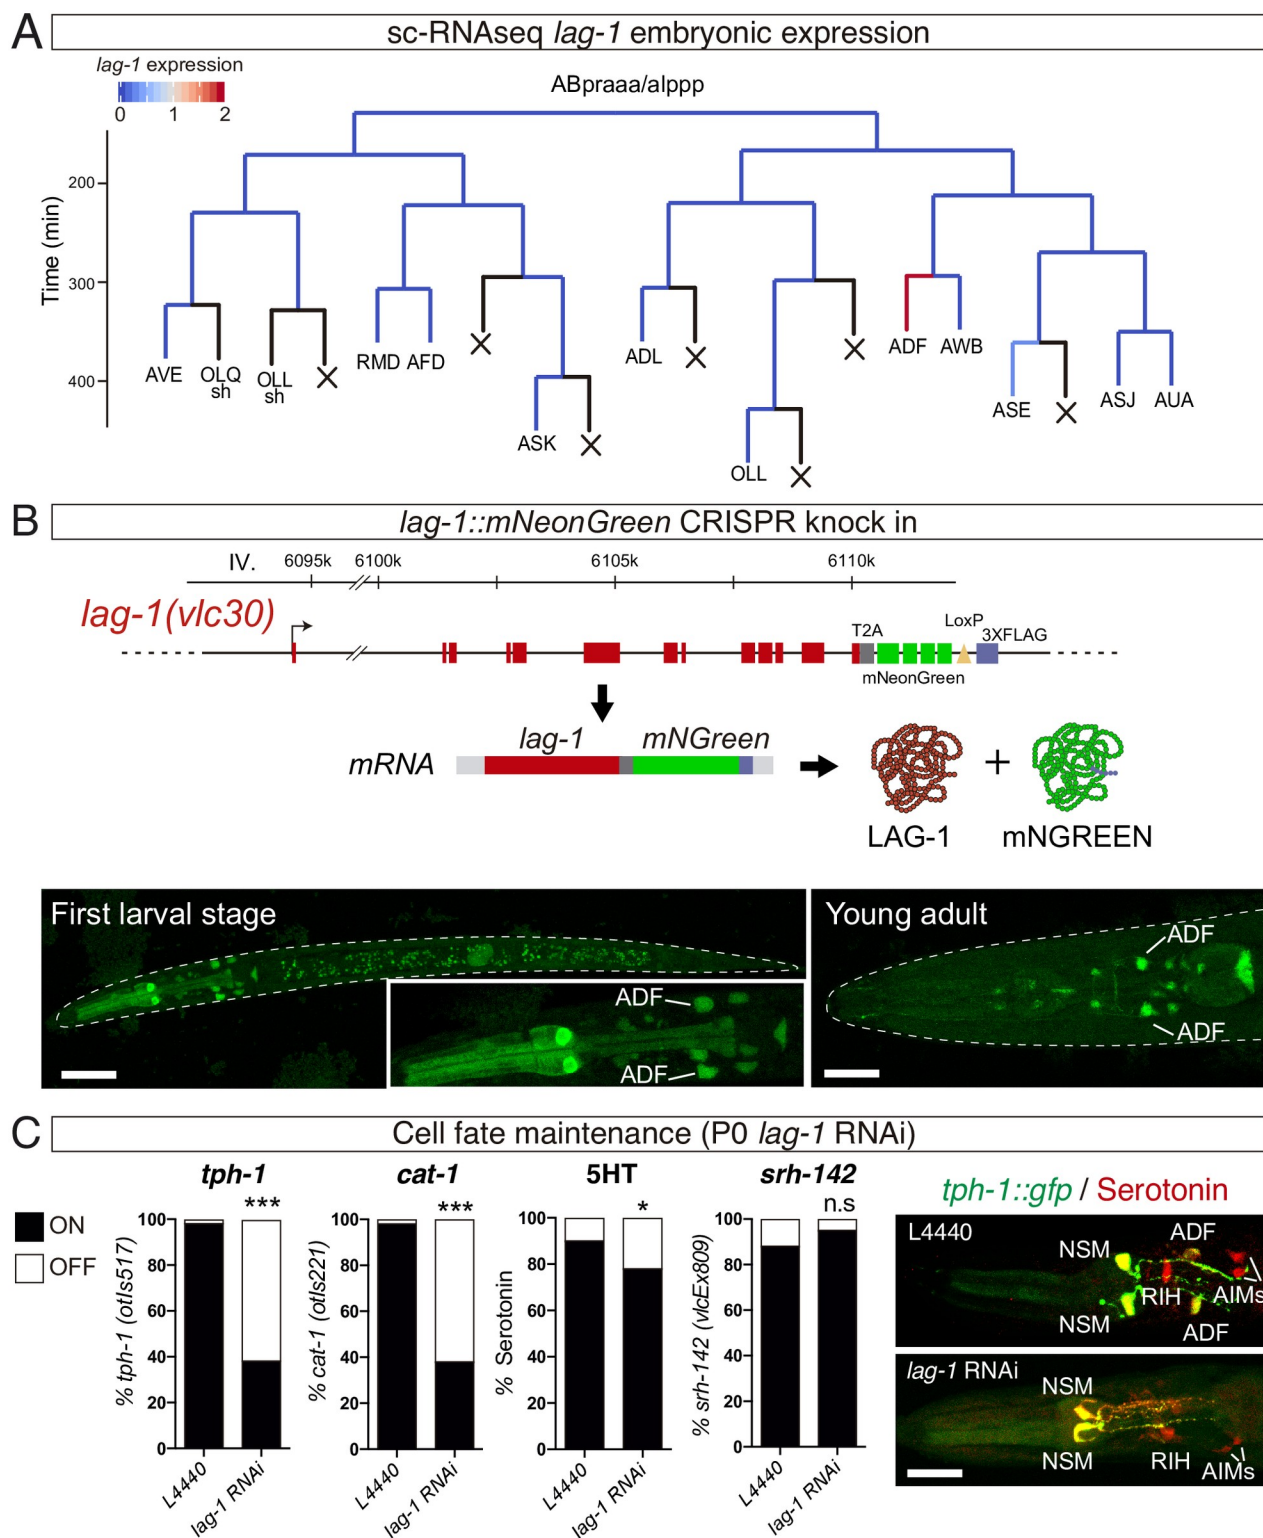 A
sc-RNAseq lag-1 embryonic expression
lag-1 expression
0 1 2
ABpraaa/alppp
Time (min)
200
300
400
AVE
OLQ
sh
OLL
sh
X
RMD
AFD
X
ASK
X
ADL
X
OLL
X
X
ADF
AWB
ASE
X
ASJ
AUA
B
lag-1::mNeonGreen CRISPR knock in
IV.
6095k
6100k
6105k
6110k
lag-1(vlc30)
T2A
LoxP
3XFLAG
mNeonGreen
mRNA
lag-1
mNGreen
+
LAG-1
mNGREEN
First larval stage
ADF
ADF
Young adult
ADF
ADF
C
Cell fate maintenance (P0 lag-1 RNAi)
ON
OFF
tph-1
***
% tph-1 (otIs517)
100
80
60
40
20
0
L4440
lag-1 RNAi
cat-1
***
% cat-1 (otIs221)
100
80
60
40
20
0
L4440
lag-1 RNAi
5HT
*
% Serotonin
100
80
60
40
20
0
L4440
lag-1 RNAi
srh-142
n.s
% srh-142 (vlcEx809)
100
80
60
40
20
0
L4440
lag-1 RNAi
tph-1::gfp / Serotonin
L4440
NSM
ADF
RIH
AIMs
NSM
ADF
lag-1 RNAi
NSM
NSM
RIH
AIMs